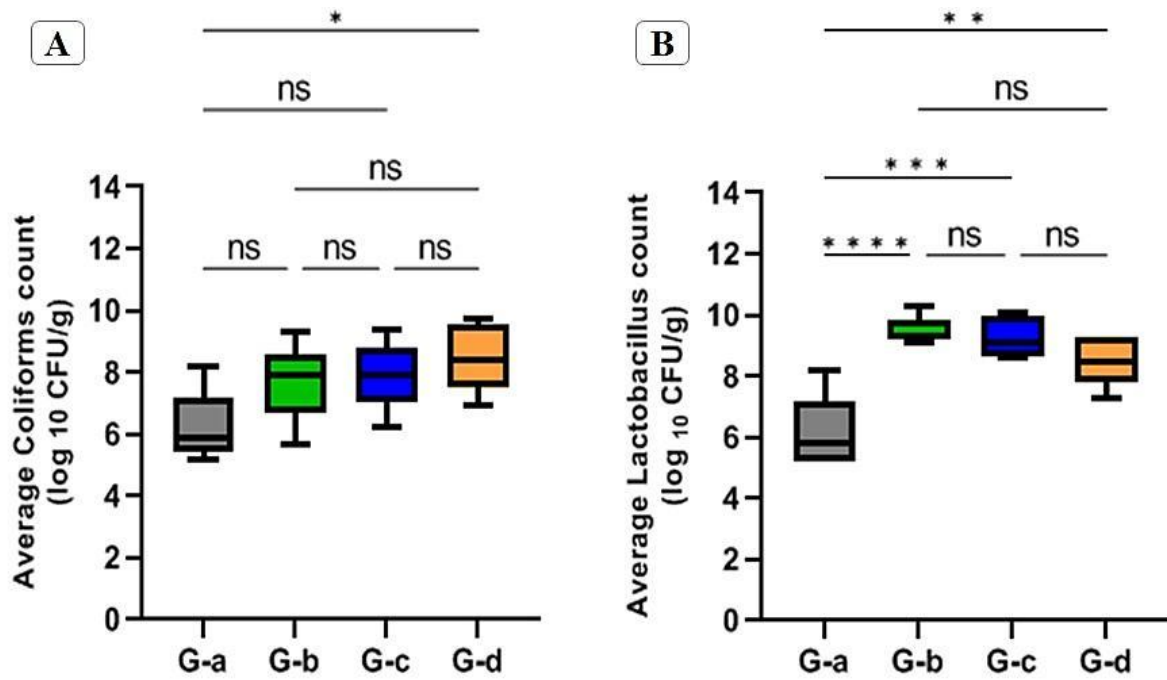 A
*
ns
ns
ns
ns
ns
14
12
10
8
6
4
2
0
Average Coliforms count
(log 10 CFU/g)
G-a
G-b
G-c
G-d
B
* *
ns
* * *
* * * *
ns
ns
14
12
10
8
6
4
2
0
Average Lactobacillus count
(log 10 CFU/g)
G-a
G-b
G-c
G-d